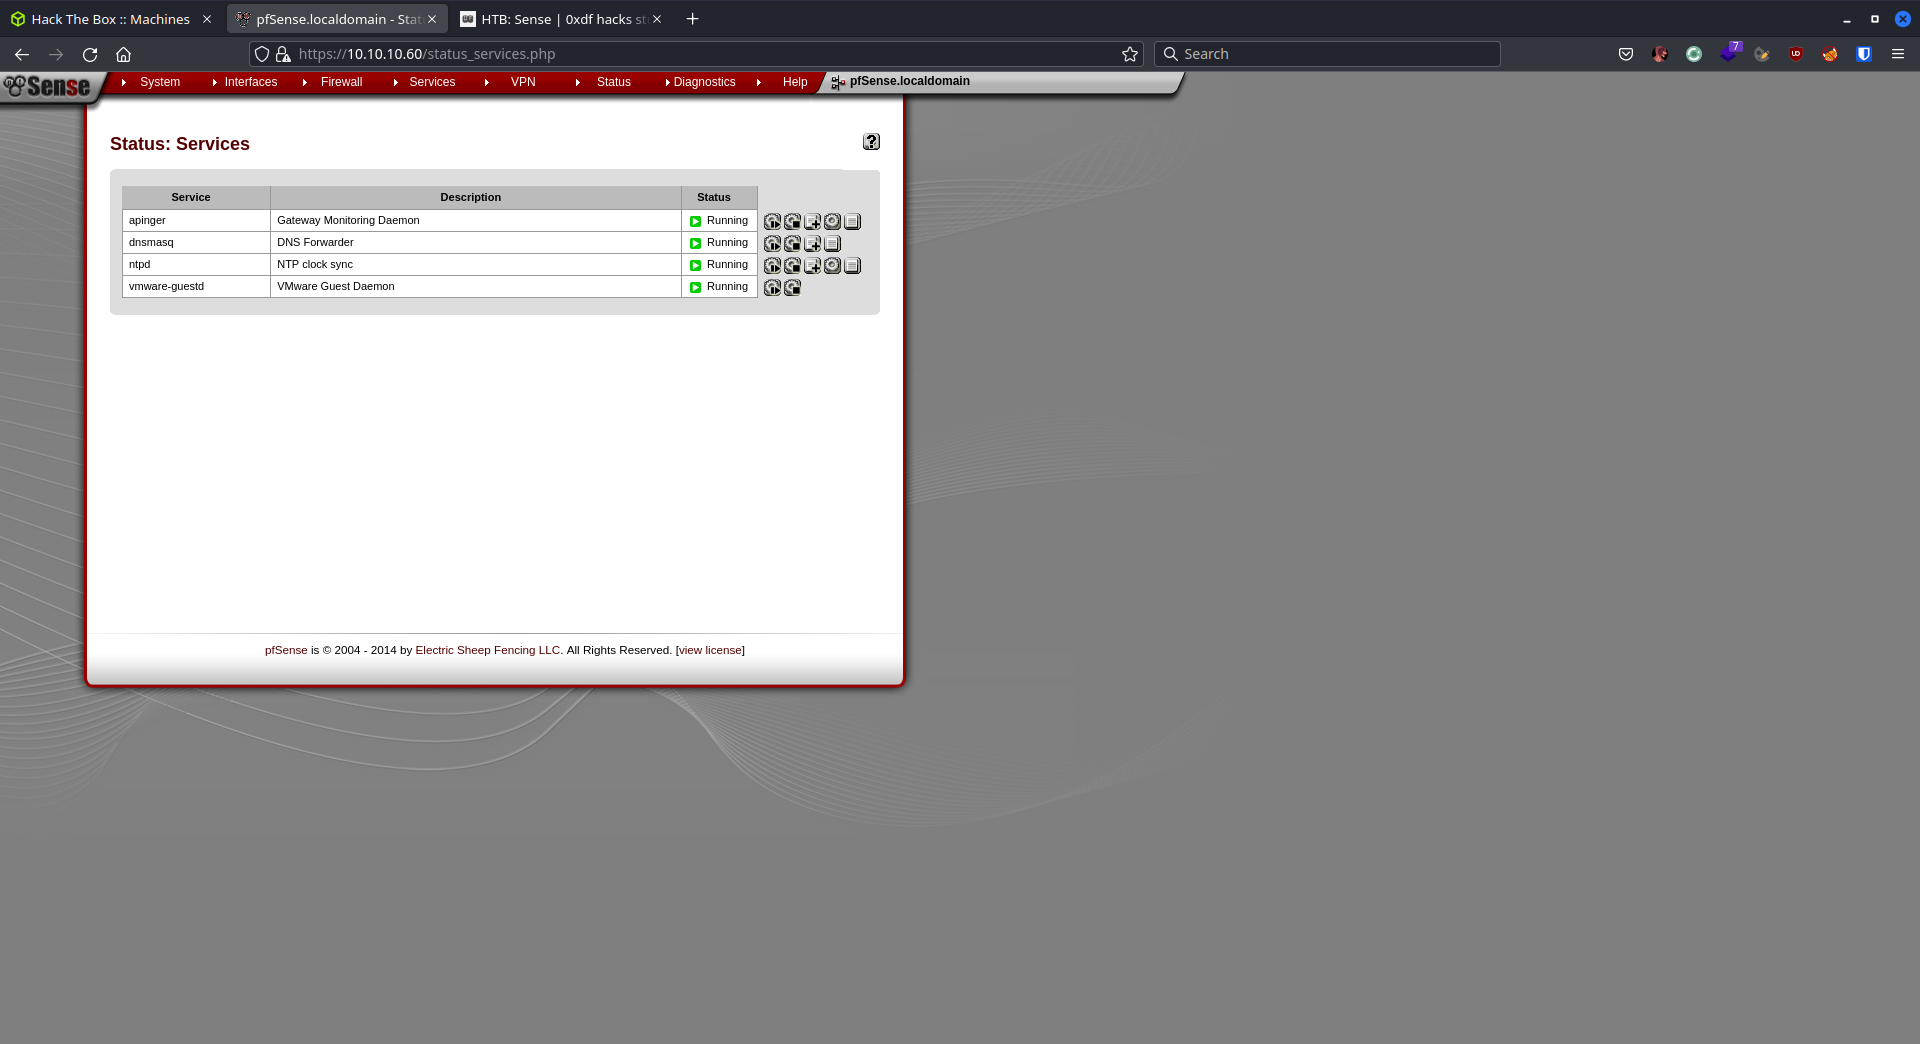 Hack The Box :: Machines
pfSense.localdomain - Stat
HTB: Sense | 0xdf hacks st
https://10.10.10.60/status_services.php
Search
7
UD
Sense
System
Interfaces
Firewall
Services
VPN
Status
Diagnostics
Help
pfSense.localdomain
Status: Services
?
Service Description Status
apinger Gateway Monitoring Daemon Running
dnsmasq DNS Forwarder Running
ntpd NTP clock sync Running
vmware-guestd VMware Guest Daemon Running
pfSense is © 2004 - 2014 by Electric Sheep Fencing LLC. All Rights Reserved. [view license]